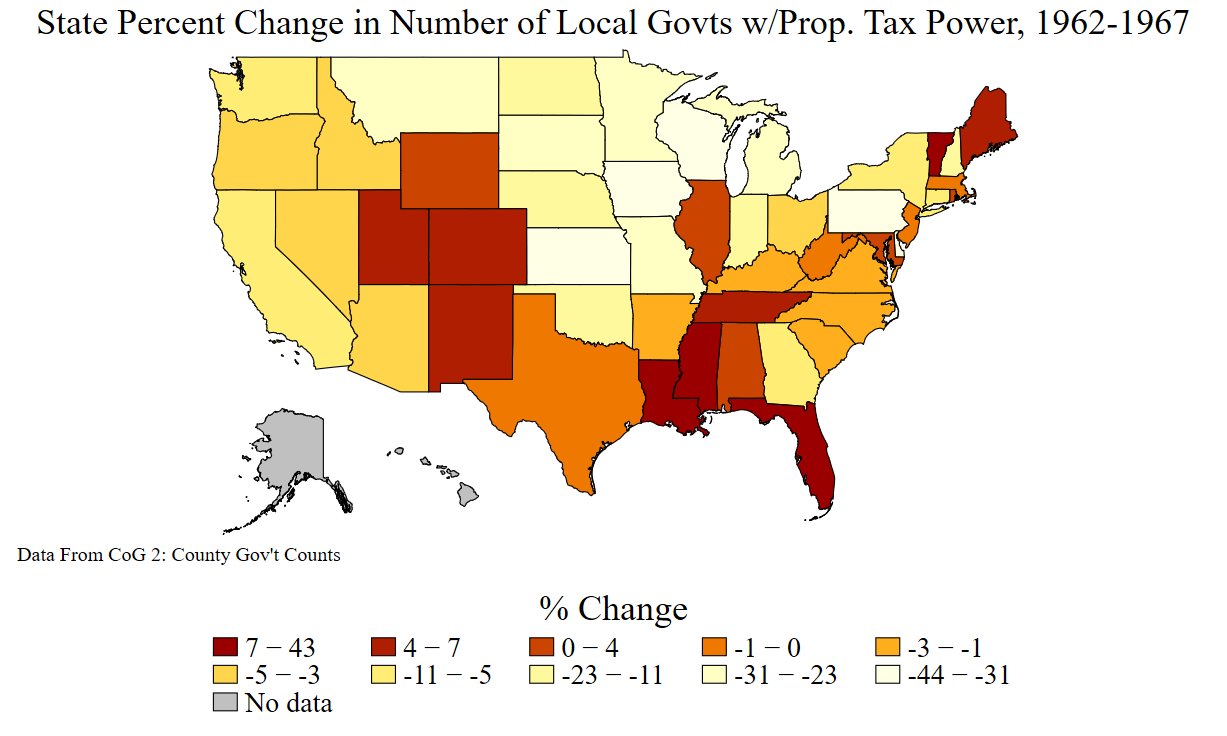 State Percent Change in Number of Local Govts w/Prop. Tax Power, 1962-1967
Data From CoG 2: County Gov't Counts
% Change
7 − 43 4 − 7 0 − 4 -1 − 0 -3 − -1
-5 − -3 -11 − -5 -23 − -11 -31 − -23 -44 − -31
No data